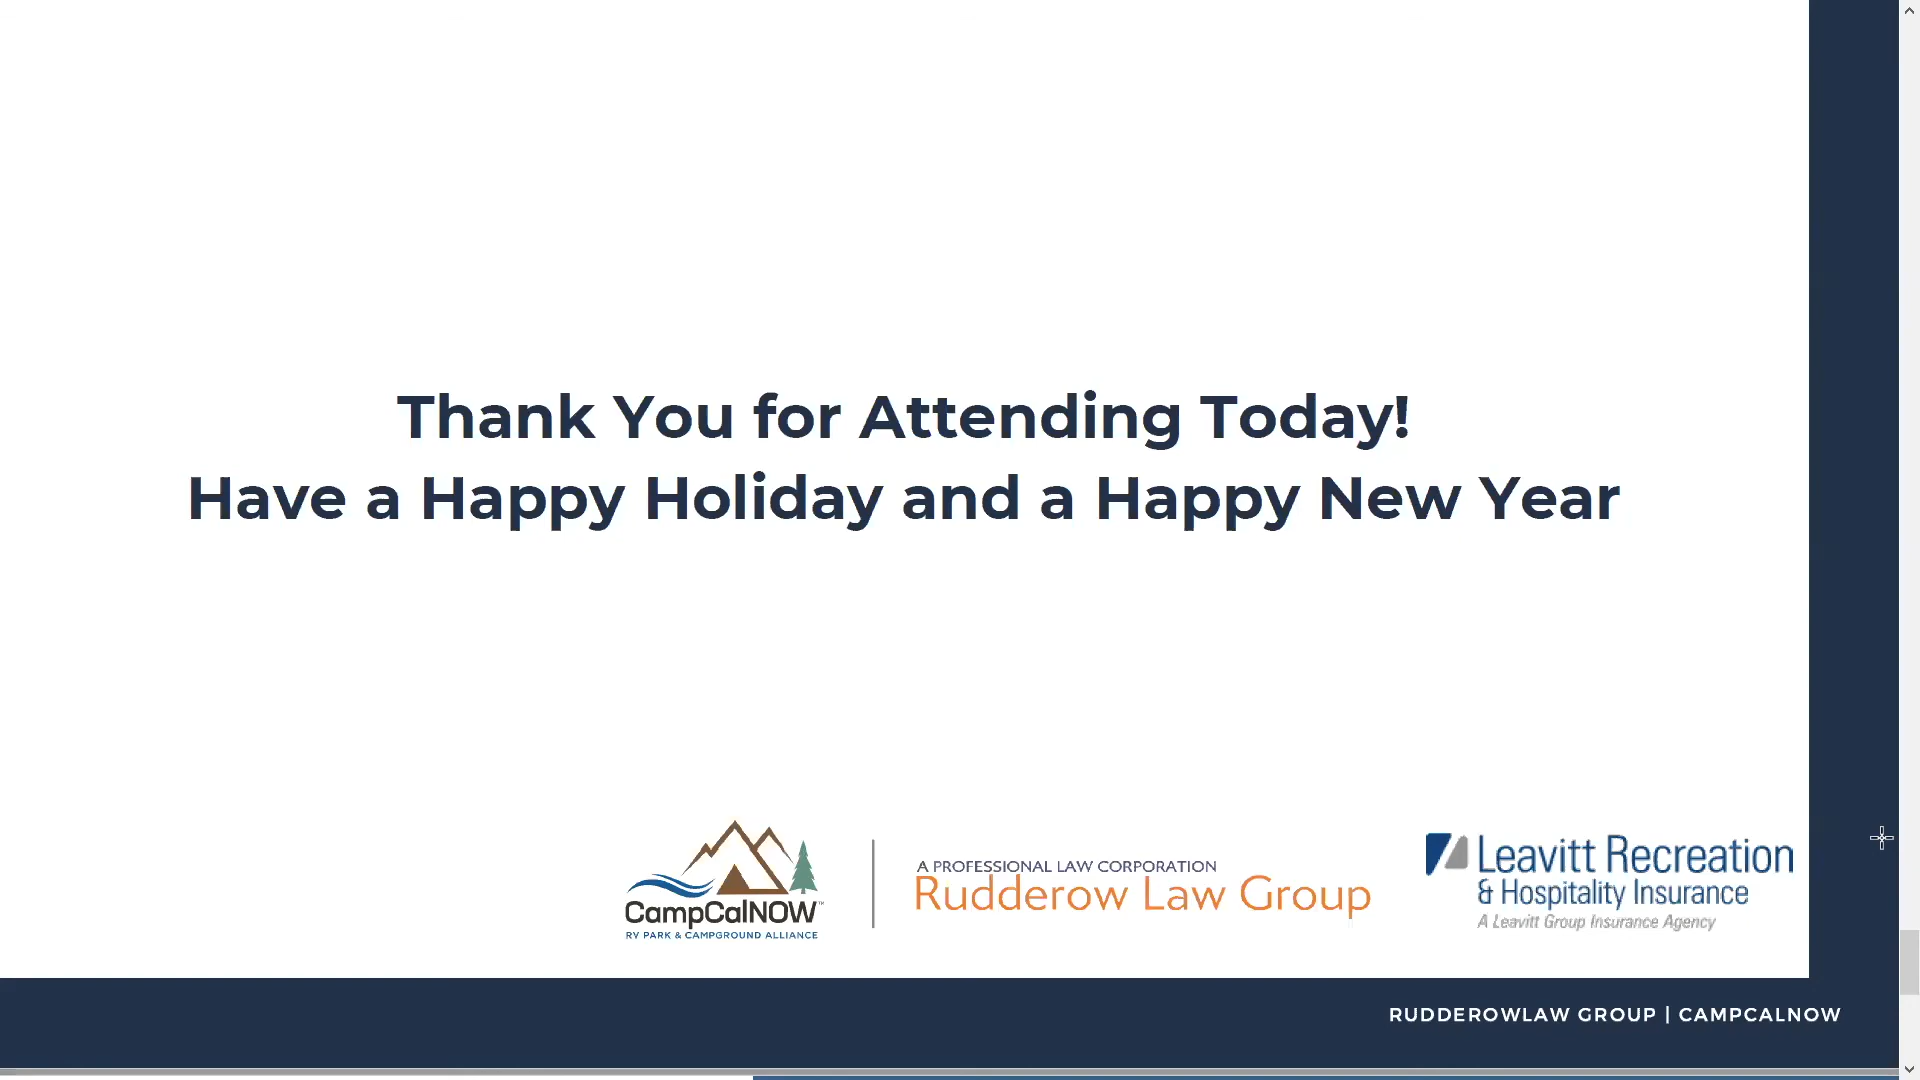 Thank You for Attending Today!
Have a Happy Holiday and a Happy New Year
CampCalNOW™
RV PARK & CAMPGROUND ALLIANCE
A PROFESSIONAL LAW CORPORATION
Rudderow Law Group
Leavitt Recreation
& Hospitality Insurance
A Leavitt Group Insurance Agency
RUDDEROWLAW GROUP | CAMPCALNOW